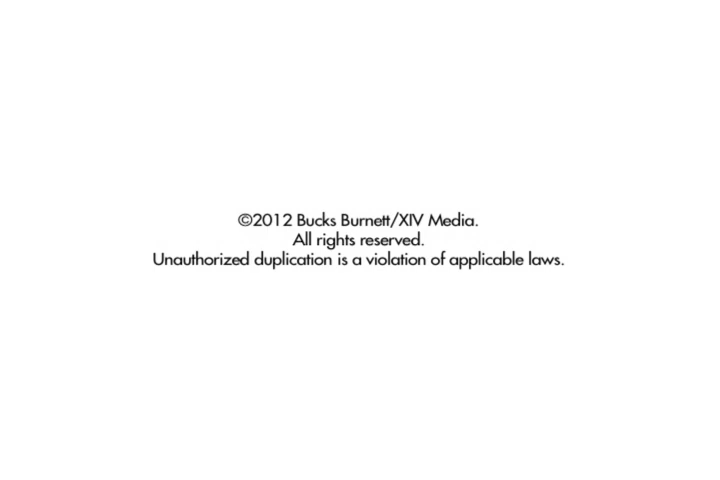 ©2012 Bucks Burnett/XIV Media.
All rights reserved.
Unauthorized duplication is a violation of applicable laws.